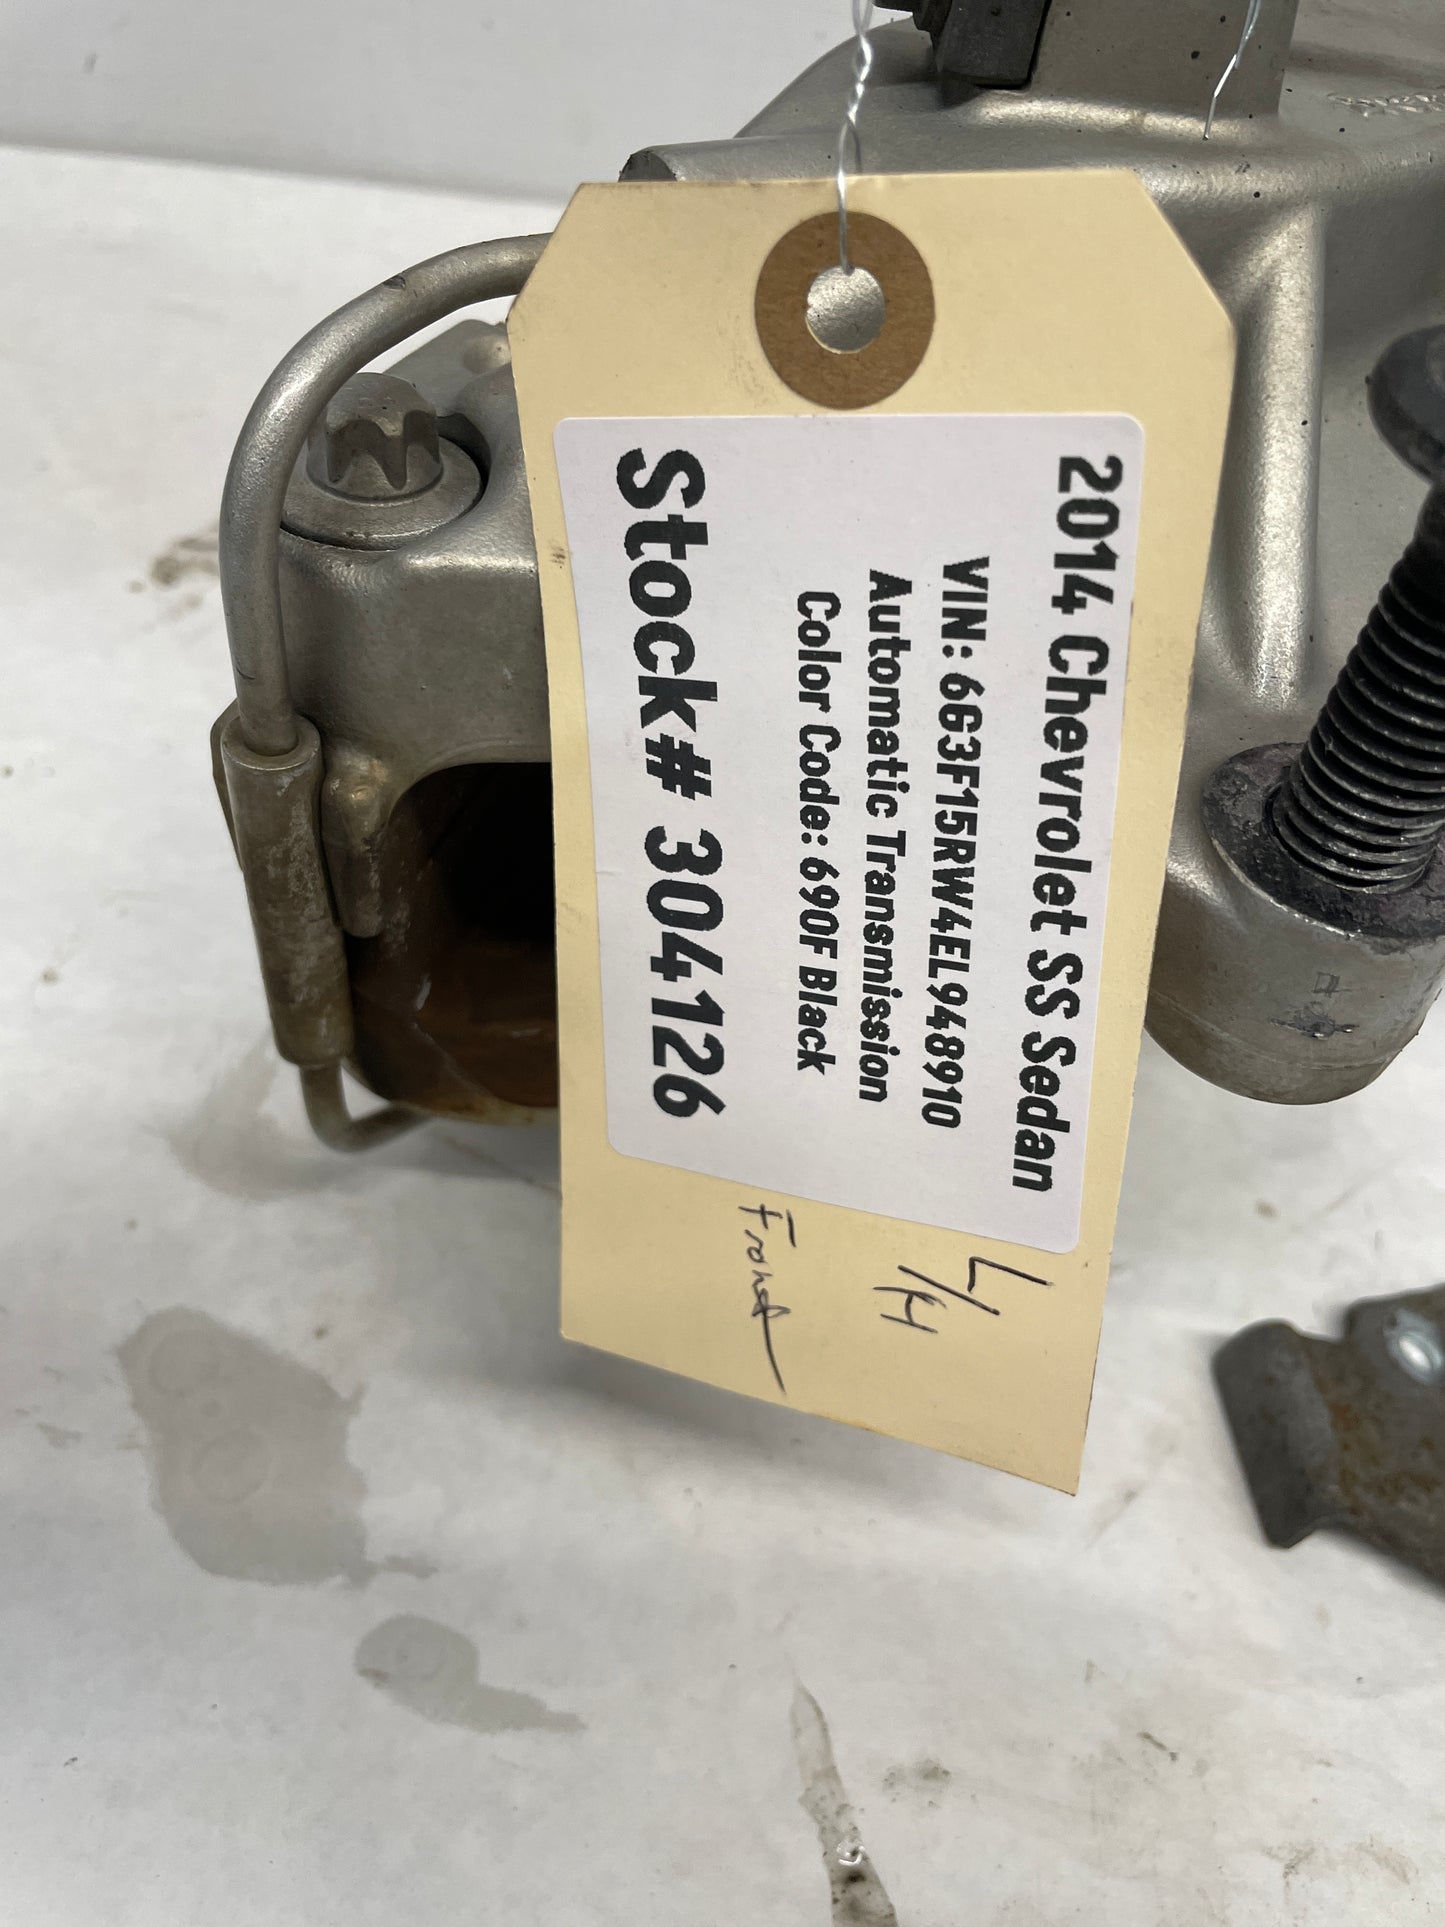 2014 Chevrolet SS Sedan
VIN: 6G3F15RW4EL948910
Automatic Transmission
Color Code: 690F Black
Stock# 304126
L/H
Front